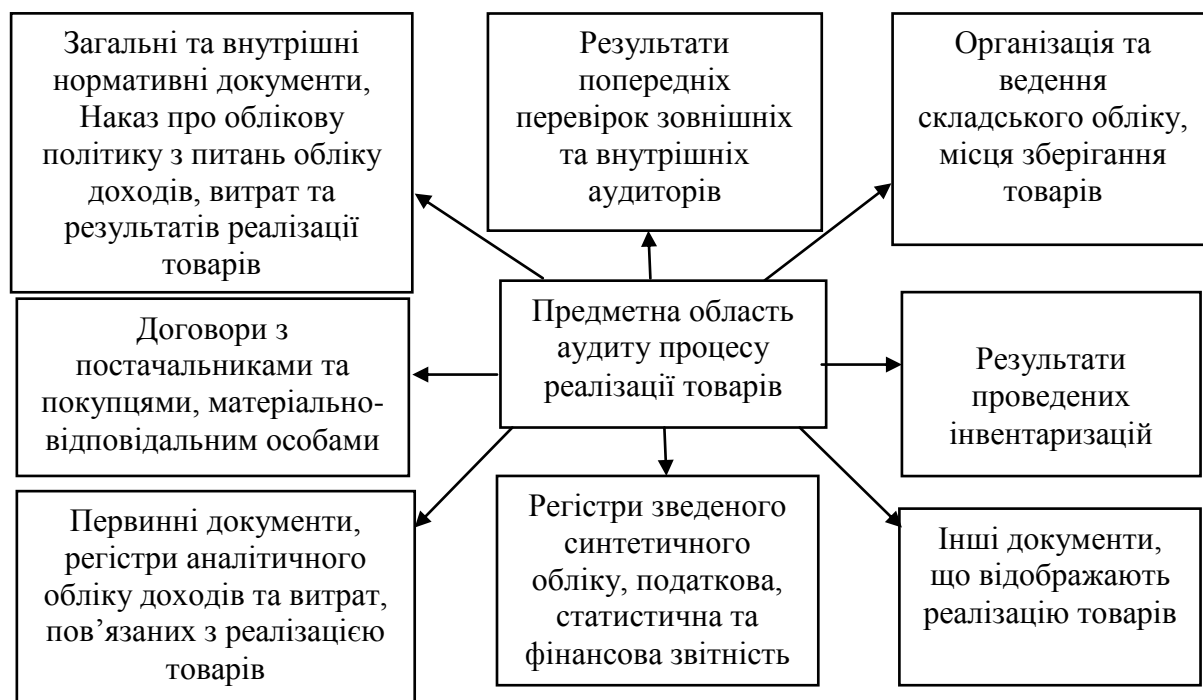 Загальні та внутрішні
нормативні документи,
Наказ про облікову
політику з питань обліку
доходів, витрат та
результатів реалізації
товарів
Результати
попередніх
перевірок зовнішніх
та внутрішніх
аудиторів
Організація та
ведення
складського обліку,
місця зберігання
товарів
Договори з
постачальниками та
покупцями, матеріально-
відповідальним особами
Предметна область
аудиту процесу
реалізації товарів
Результати
проведених
інвентаризацій
Первинні документи,
регістри аналітичного
обліку доходів та витрат,
пов’язаних з реалізацією
товарів
Регістри зведеного
синтетичного
обліку, податкова,
статистична та
фінансова звітність
Інші документи,
що відображають
реалізацію товарів